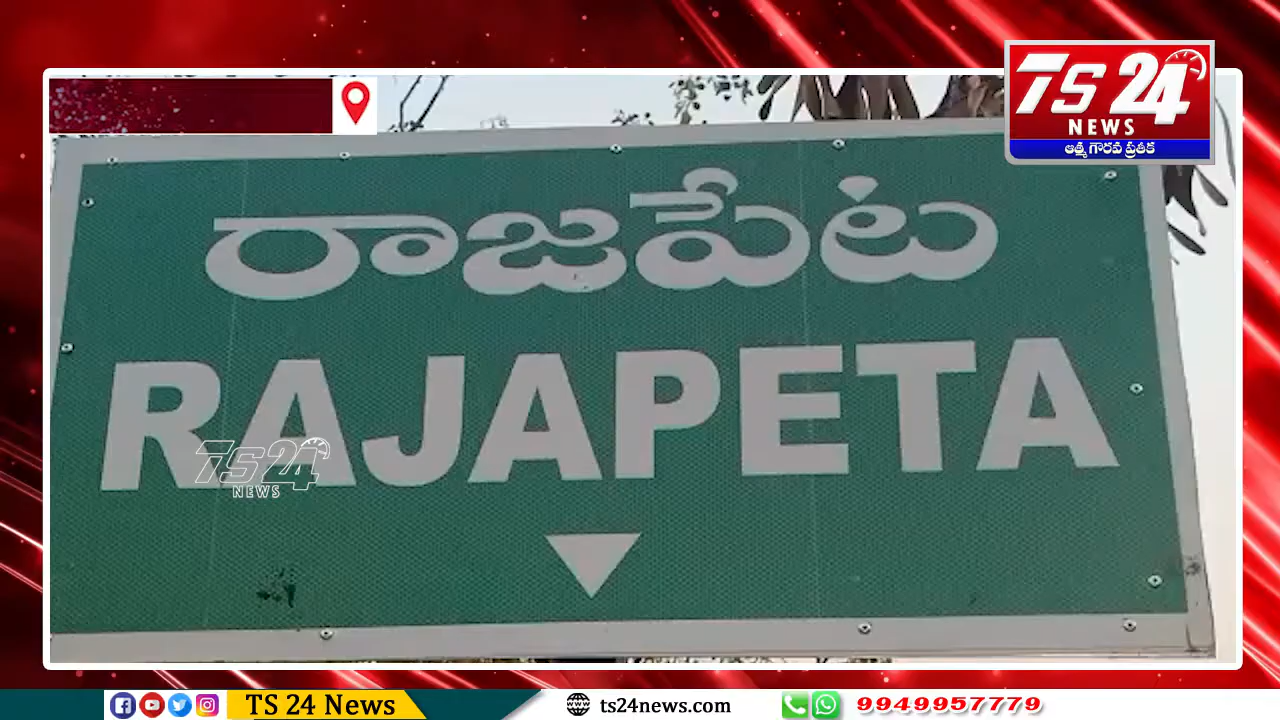 TS 24
NEWS
ఆత్మ గౌరవ ప్రతీక
రాజపేట
RAJAPETA
TS 24
NEWS
TS 24 News
ts24news.com
9949957779